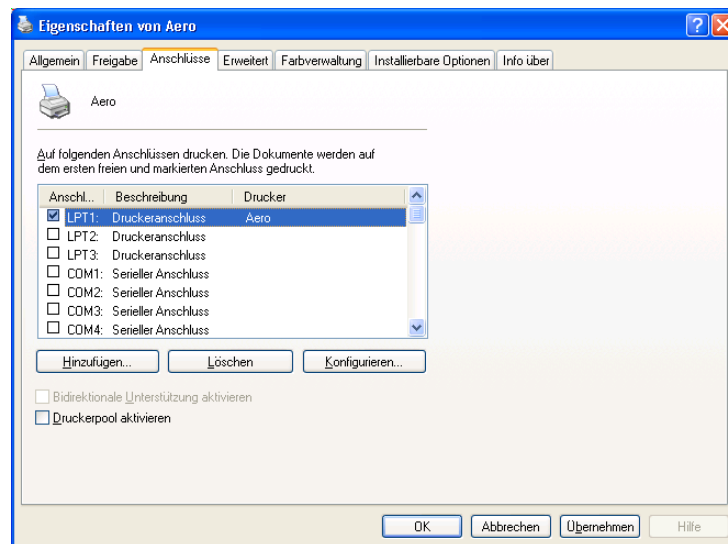 Eigenschaften von Aero
Allgemein Freigabe Anschlüsse Erweitert Farbverwaltung Installierbare Optionen Info über
Aero
Auf folgenden Anschlüssen drucken. Die Dokumente werden auf
dem ersten freien und markierten Anschluss gedruckt.
Anschl... Beschreibung Drucker
LPT1: Druckeranschluss Aero
LPT2: Druckeranschluss
LPT3: Druckeranschluss
COM1: Serieller Anschluss
COM2: Serieller Anschluss
COM3: Serieller Anschluss
COM4: Serieller Anschluss
Hinzufügen... Löschen Konfigurieren...
Bidirektionale Unterstützung aktivieren
Druckerpool aktivieren
OK Abbrechen Übernehmen Hilfe